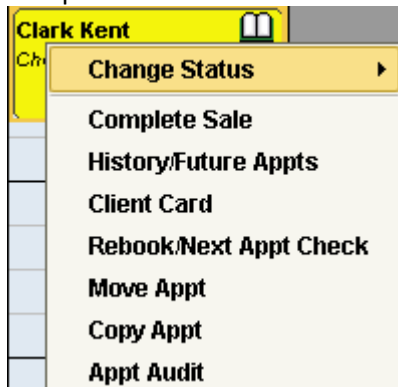 Clark Kent
Ch
Change Status
Complete Sale
History/Future Appts
Client Card
Rebook/Next Appt Check
Move Appt
Copy Appt
Appt Audit